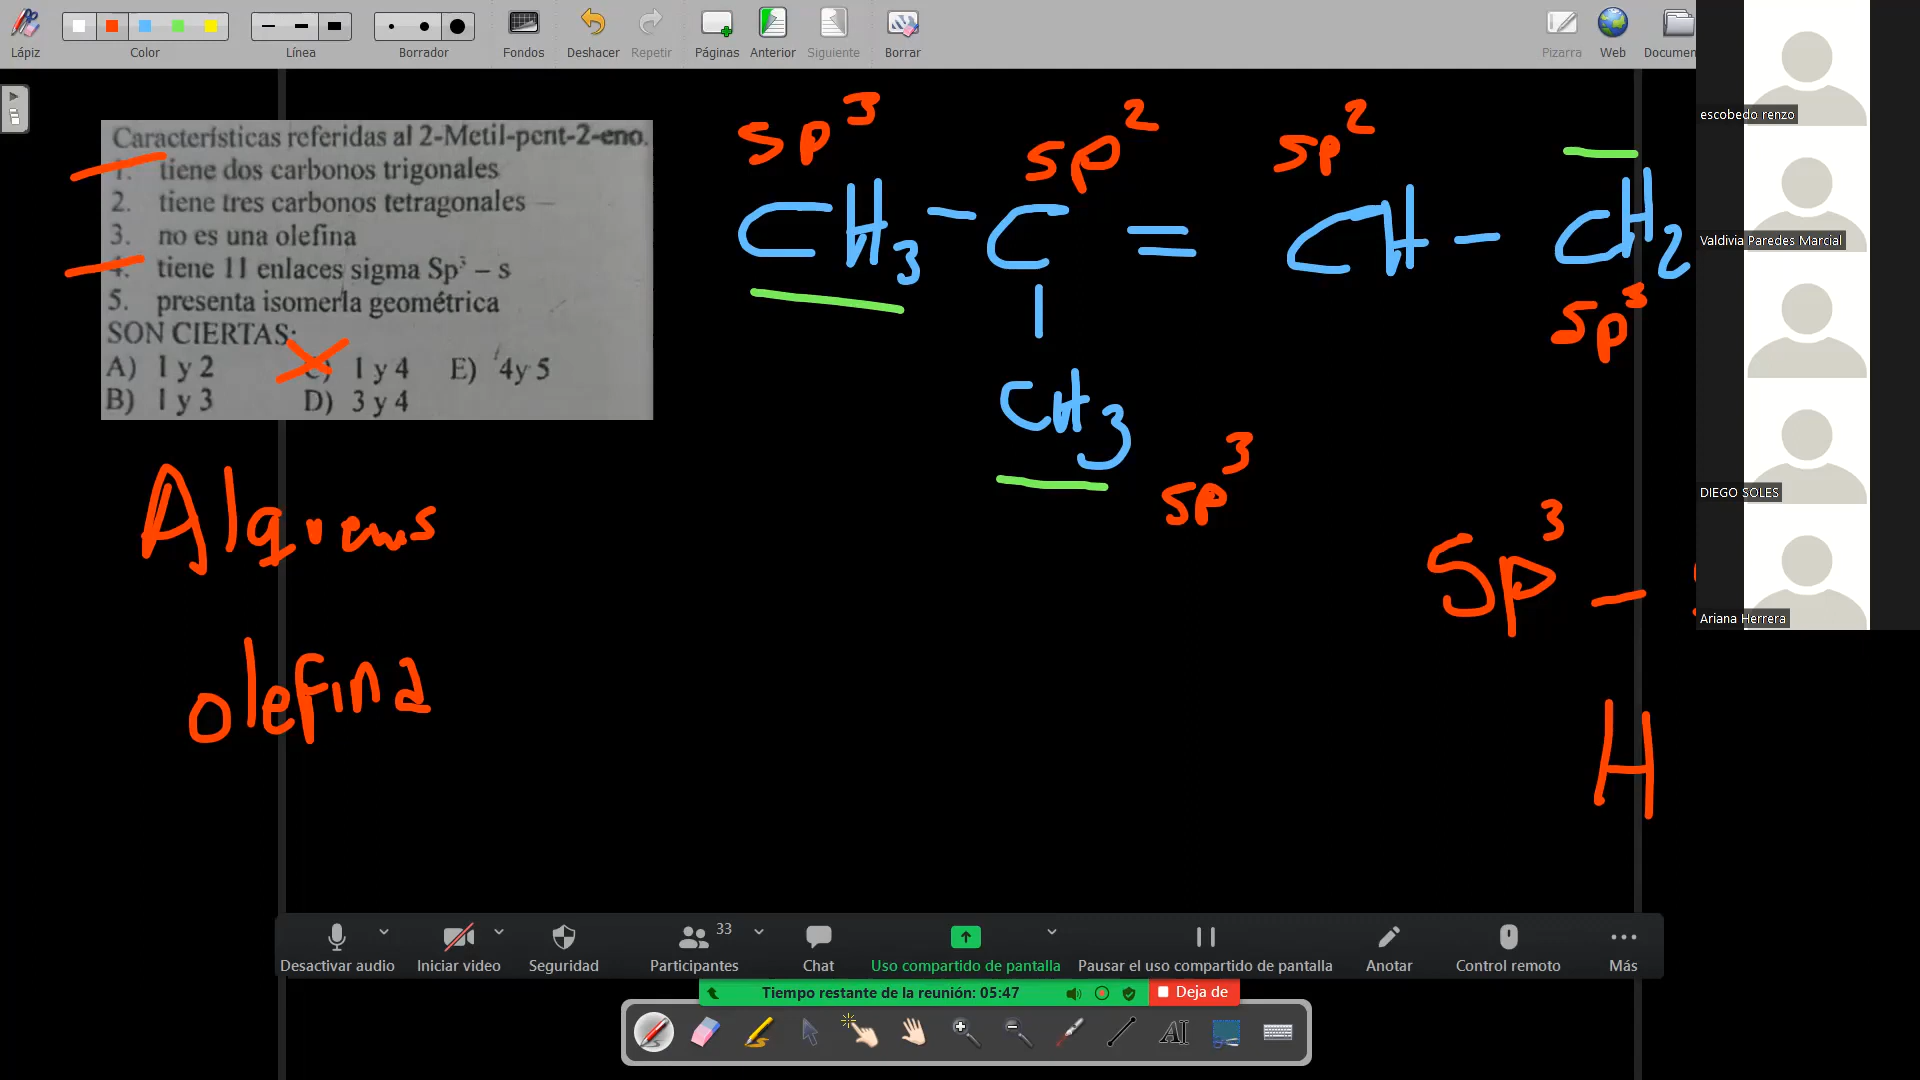 Lápiz
Color
Línea
Borrador
Fondos
Deshacer
Repetir
Páginas
Anterior
Siguiente
Borrar
Pizarra
Web
Documen
Características referidas al 2-Metil-pent-2-eno.
1. tiene dos carbonos trigonales
2. tiene tres carbonos tetragonales
3. no es una olefina
4. tiene 11 enlaces sigma Sp³ – s
5. presenta isomería geométrica
SON CIERTAS:
A) 1 y 2 C) 1 y 4 E) 4y 5
B) 1 y 3 D) 3 y 4
sp³ sp² sp²
CH₃ - C = CH - CH₂
sp³
CH₃
sp³
Sp³ -
H
Alquenos
olefina
escobedo renzo
Valdivia Paredes Marcial
DIEGO SOLES
Ariana Herrera
Desactivar audio
Iniciar video
Seguridad
Participantes 33
Chat
Uso compartido de pantalla
Pausar el uso compartido de pantalla
Anotar
Control remoto
Más
Tiempo restante de la reunión: 05:47
Deja de
AI